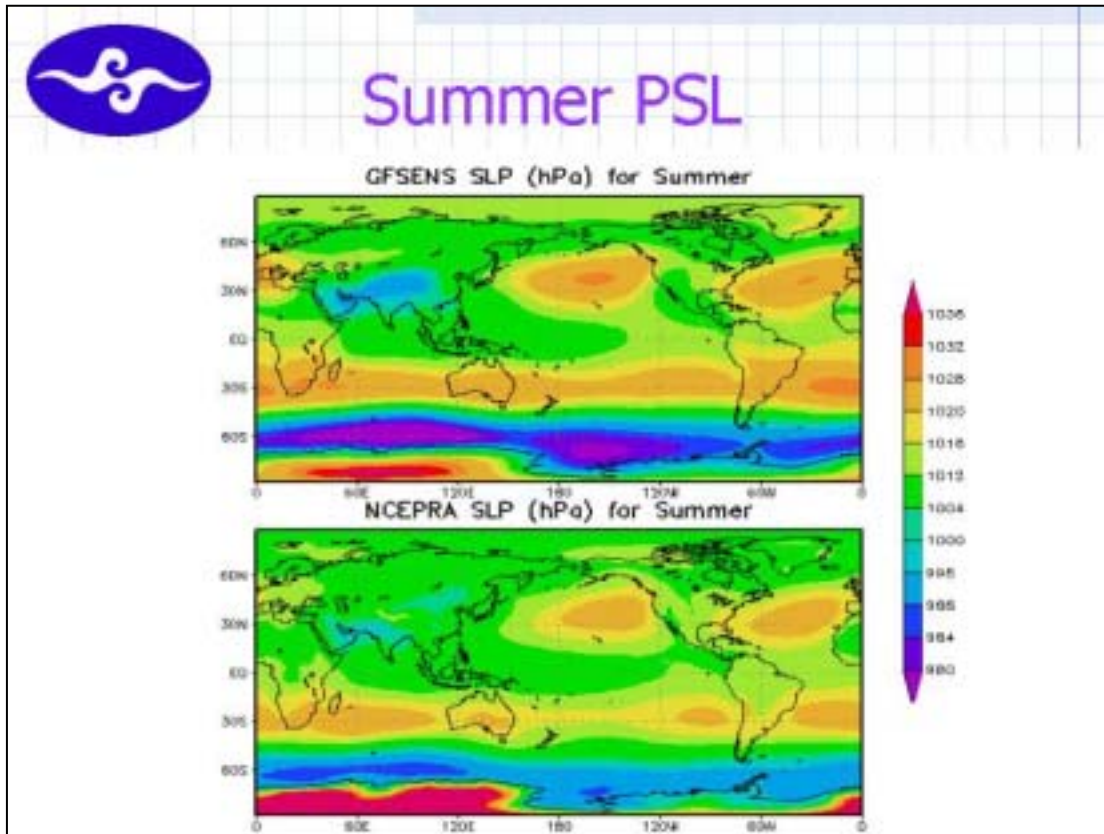 Summer PSL
GFSENS SLP (hPa) for Summer
60N
30N
EQ
30S
60S
0 60E 120E 180 120W 60W 0
NCEPRA SLP (hPa) for Summer
60N
30N
EQ
30S
60S
0 60E 120E 180 120W 60W 0
1036
1032
1028
1020
1016
1012
1004
1000
984
980